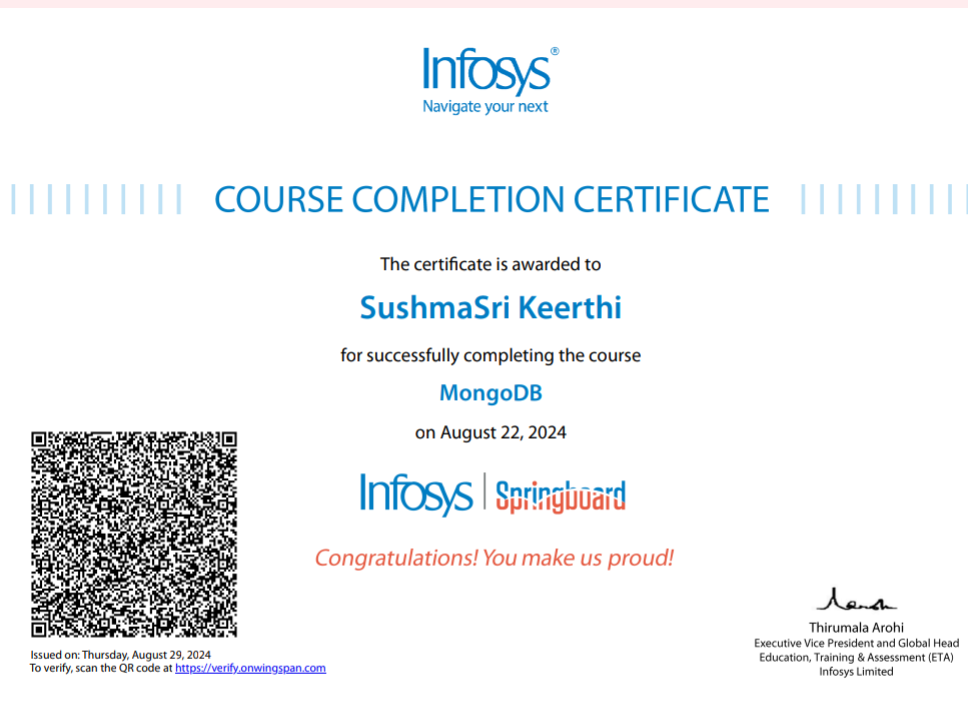 Infosys®
Navigate your next
COURSE COMPLETION CERTIFICATE
The certificate is awarded to
SushmaSri Keerthi
for successfully completing the course
MongoDB
on August 22, 2024
Infosys | Springboard
Congratulations! You make us proud!
Issued on: Thursday, August 29, 2024
To verify, scan the QR code at https://verify.onwingspan.com
Thirumala Arohi
Executive Vice President and Global Head
Education, Training & Assessment (ETA)
Infosys Limited